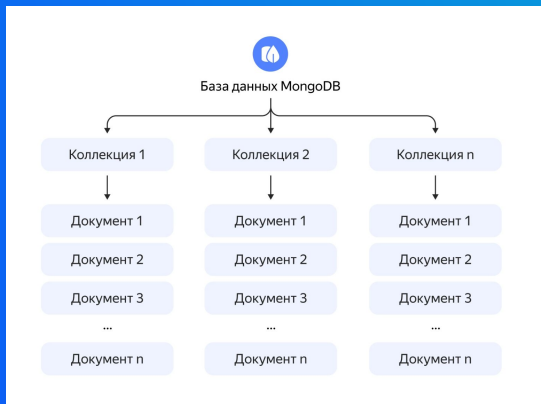 База данных MongoDB
Коллекция 1
Коллекция 2
Коллекция n
Документ 1
Документ 1
Документ 1
Документ 2
Документ 2
Документ 2
Документ 3
Документ 3
Документ 3
...
...
...
Документ n
Документ n
Документ n